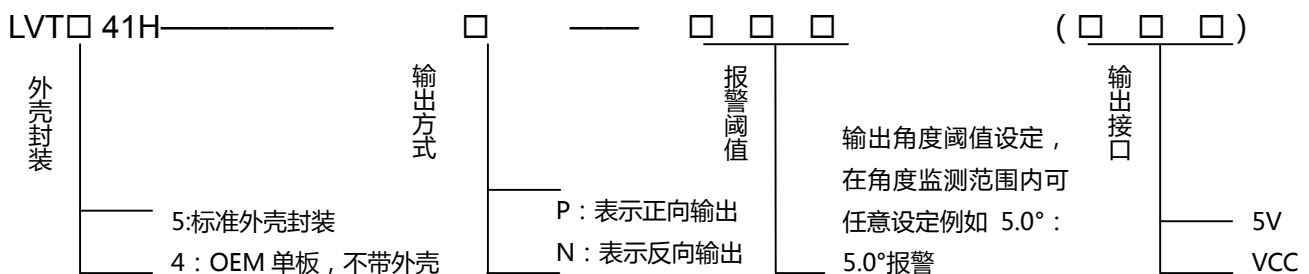 LVT□ 41H—————— □ —— □ □ □ (□ □ □)
外壳封装
5:标准外壳封装
4：OEM 单板，不带外壳
输出方式
P：表示正向输出
N：表示反向输出
报警阈值
输出角度阈值设定，
在角度监测范围内可
任意设定例如 5.0°：
5.0°报警
输出接口
5V
VCC